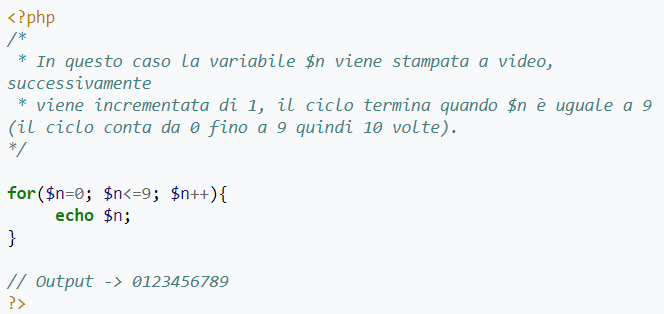 <?php
/*
 * In questo caso la variabile $n viene stampata a video,
successivamente
 * viene incrementata di 1, il ciclo termina quando $n è uguale a 9
(il ciclo conta da 0 fino a 9 quindi 10 volte).
*/
for($n=0; $n<=9; $n++){
     echo $n;
}
// Output -> 0123456789
?>